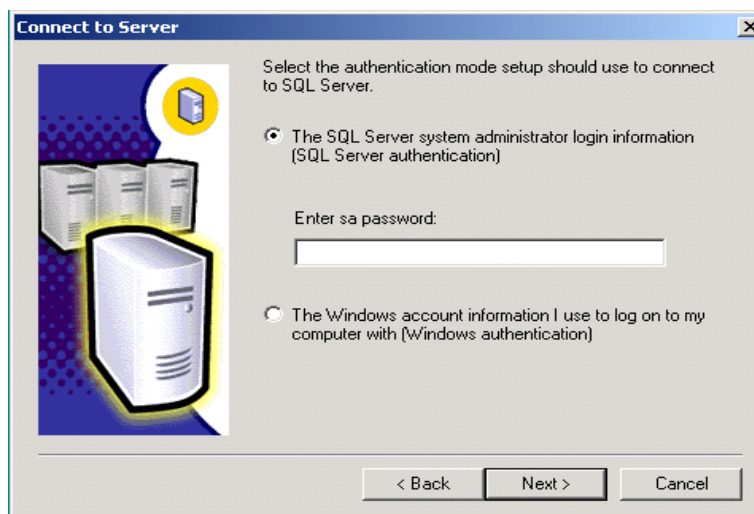 Connect to Server
Select the authentication mode setup should use to connect
to SQL Server.
The SQL Server system administrator login information
(SQL Server authentication)
Enter sa password:
The Windows account information I use to log on to my
computer with (Windows authentication)
< Back
Next >
Cancel